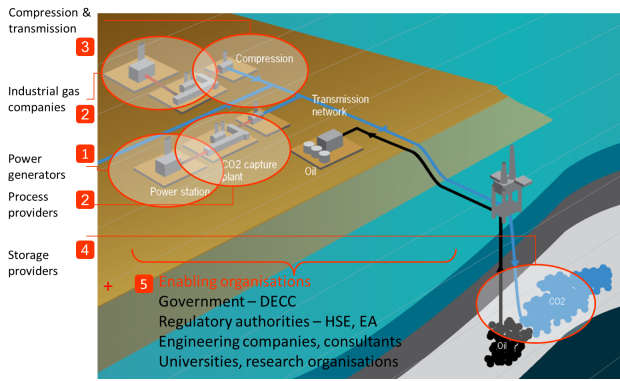 Compression &
transmission
3
Industrial gas
companies
2
1
Power
generators
Process
providers
2
Storage
providers
4
Compression
Transmission
network
CO2 capture
plant
Power station
Oil
CO2
Oil
+
5 Enabling organisations
Government – DECC
Regulatory authorities – HSE, EA
Engineering companies, consultants
Universities, research organisations